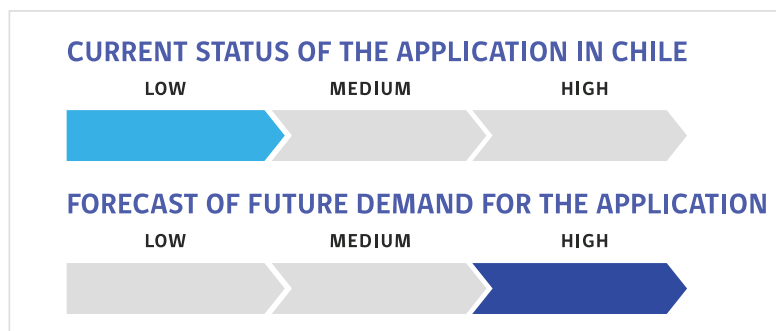 CURRENT STATUS OF THE APPLICATION IN CHILE
LOW MEDIUM HIGH
FORECAST OF FUTURE DEMAND FOR THE APPLICATION
LOW MEDIUM HIGH